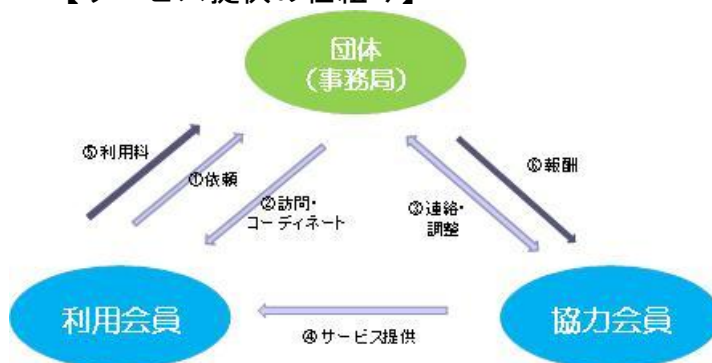 団体
(事務局)
⑤利用料
①依頼
②訪問・
コーディネート
③連絡・
調整
⑥報酬
利用会員
④サービス提供
協力会員